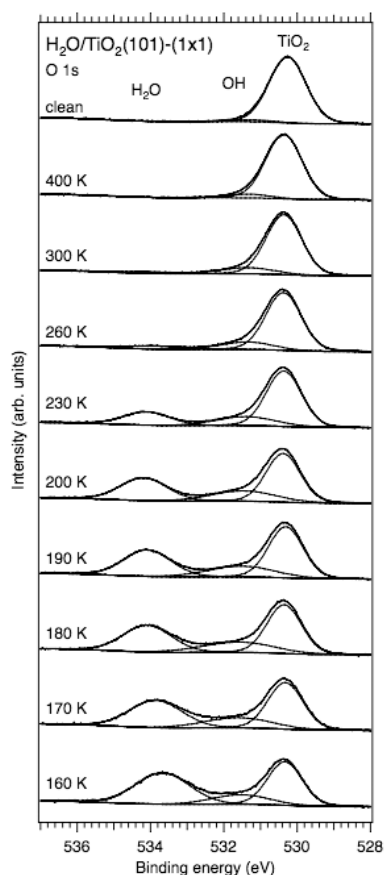 H₂O/TiO₂(101)-(1x1)
O 1s
H₂O
OH
TiO₂
clean
400 K
300 K
260 K
230 K
200 K
190 K
180 K
170 K
160 K
Intensity (arb. units)
536
534
532
530
528
Binding energy (eV)